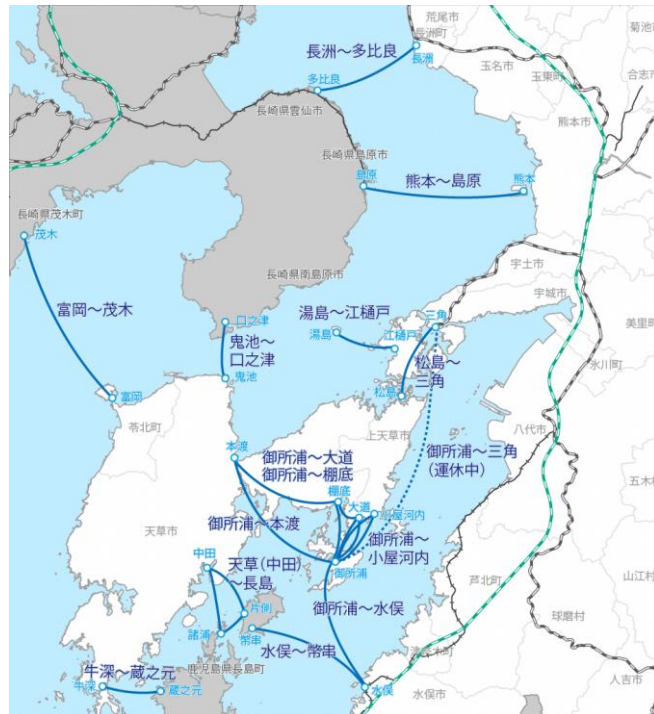 荒尾市
長洲町
菊池市
長洲～多比良
長洲
玉名市
玉東町
合志市
多比良
長崎県雲仙市
熊本市
長崎県島原市
島原
熊本～島原
熊本
長崎県茂木町
茂木
宇土市
長崎県南島原市
宇城市
富岡～茂木
口之津
湯島～江樋戸
三角
美里町
湯島
江樋戸
鬼池～
口之津
松島～
三角
氷川町
鬼池
松島
富岡
苓北町
上天草市
八代市
本渡
御所浦～大道
御所浦～棚底
御所浦～三角
(運休中)
棚底
五木村
大道
小屋河内
天草市
御所浦～本渡
御所浦～
小屋河内
中田
天草(中田)
～長島
御所浦
芦北町
山江村
片側
御所浦～水俣
球磨村
諸浦
幣串
水俣～幣串
津奈木町
鹿児島県長島町
人吉市
牛深～蔵之元
牛深
蔵之元
水俣
水俣市